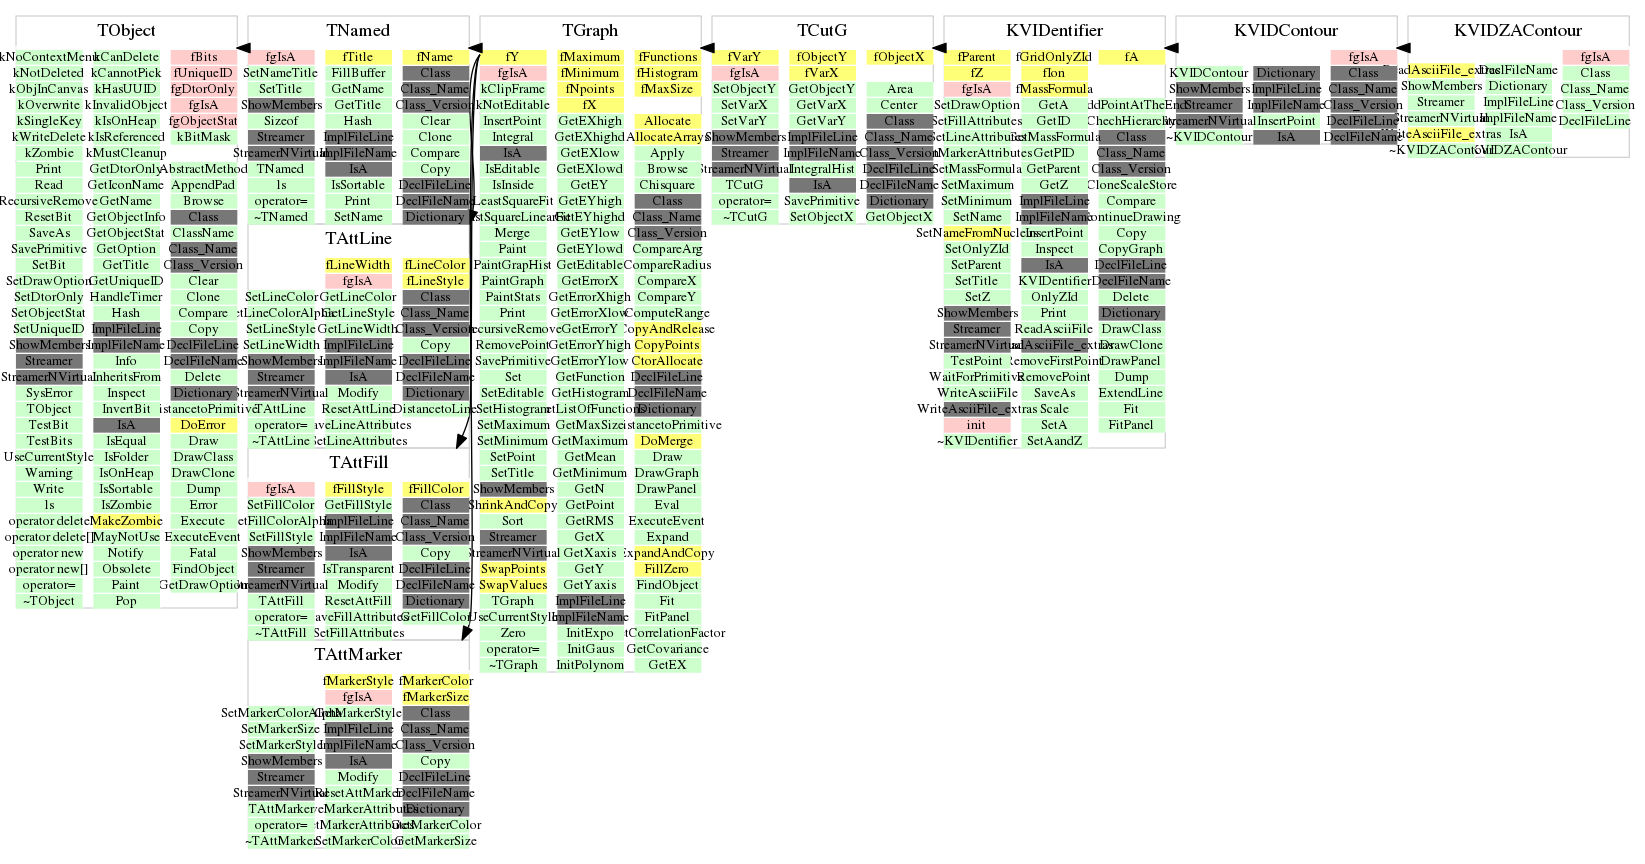 TObject
kNoContextMenu kCanDelete fBits
kNotDeleted kCannotPick fUniqueID
kObjInCanvas kHasUUID fgDtorOnly
kOverwrite kInvalidObject fgIsA
kSingleKey kIsOnHeap fgObjectStat
kWriteDelete kIsReferenced kBitMask
kZombie kMustCleanup
Print GetDtorOnly AbstractMethod
Read GetIconName AppendPad
RecursiveRemove GetName Browse
ResetBit GetObjectInfo Class
SaveAs GetObjectStat ClassName
SavePrimitive GetOption Class_Name
SetBit GetTitle Class_Version
SetDrawOption GetUniqueID Clear
SetDtorOnly HandleTimer Clone
SetObjectStat Hash Compare
SetUniqueID ImplFileLine Copy
ShowMembers ImplFileName DeclFileLine
Streamer Info DeclFileName
StreamerNVirtual InheritsFrom Delete
SysError Inspect Dictionary
TObject InvertBit DistancetoPrimitive
TestBit IsA DoError
TestBits IsEqual Draw
UseCurrentStyle IsFolder DrawClass
Warning IsOnHeap DrawClone
Write IsSortable Dump
ls IsZombie Error
operator delete MakeZombie Execute
operator delete[] MayNotUse ExecuteEvent
operator new Notify Fatal
operator new[] Obsolete FindObject
operator= Paint GetDrawOption
~TObject Pop
TNamed
fgIsA fTitle fName
SetNameTitle FillBuffer Class
SetTitle GetName Class_Name
ShowMembers GetTitle Class_Version
Sizeof Hash Clear
Streamer ImplFileLine Clone
StreamerNVirtual ImplFileName Compare
TNamed IsA Copy
ls IsSortable DeclFileLine
operator= Print DeclFileName
~TNamed SetName Dictionary
TAttLine
fLineWidth fLineColor
fgIsA fLineStyle
SetLineColor GetLineColor Class
SetLineColorAlpha GetLineStyle Class_Name
SetLineStyle GetLineWidth Class_Version
SetLineWidth ImplFileLine Copy
ShowMembers ImplFileName DeclFileLine
Streamer IsA DeclFileName
StreamerNVirtual Modify Dictionary
TAttLine ResetAttLine DistancetoLine
operator= SaveLineAttributes
~TAttLine SetLineAttributes
TAttFill
fgIsA fFillStyle fFillColor
SetFillColor GetFillStyle Class
SetFillColorAlpha ImplFileLine Class_Name
SetFillStyle ImplFileName Class_Version
ShowMembers IsA Copy
Streamer IsTransparent DeclFileLine
StreamerNVirtual Modify DeclFileName
TAttFill ResetAttFill Dictionary
operator= SaveFillAttributes GetFillColor
~TAttFill SetFillAttributes
TAttMarker
fMarkerStyle fMarkerColor
fgIsA fMarkerSize
SetMarkerColorAlpha GetMarkerStyle Class
SetMarkerSize ImplFileLine Class_Name
SetMarkerStyle ImplFileName Class_Version
ShowMembers IsA Copy
Streamer Modify DeclFileLine
StreamerNVirtual ResetAttMarker DeclFileName
TAttMarker SaveMarkerAttributes Dictionary
operator= SetMarkerAttributes GetMarkerColor
~TAttMarker SetMarkerColor GetMarkerSize
TGraph
fY fMaximum fFunctions
fgIsA fMinimum fHistogram
kClipFrame fNpoints fMaxSize
kNotEditable fX
InsertPoint GetEXhigh Allocate
Integral GetEXhighd AllocateArrays
IsA GetEXlow Apply
IsEditable GetEXlowd Browse
IsInside GetEY Chisquare
LeastSquareFit GetEYhigh Class
GetEYhighd Class_Name
Merge GetEYlow Class_Version
Paint GetEYlowd CompareArg
PaintGrapHist GetEditable CompareRadius
PaintGraph GetErrorX CompareX
PaintStats GetErrorXhigh CompareY
Print GetErrorXlow ComputeRange
RecursiveRemove GetErrorY CopyAndRelease
RemovePoint GetErrorYhigh CopyPoints
SavePrimitive GetErrorYlow CtorAllocate
Set GetFunction DeclFileLine
SetEditable GetHistogram DeclFileName
SetHistogram GetListOfFunctions Dictionary
SetMaximum GetMaxSize DistancetoPrimitive
SetMinimum GetMaximum DoMerge
SetPoint GetMean Draw
SetTitle GetMinimum DrawGraph
ShowMembers GetN DrawPanel
ShrinkAndCopy GetPoint Eval
Sort GetRMS ExecuteEvent
Streamer GetX Expand
StreamerNVirtual GetXaxis ExpandAndCopy
SwapPoints GetY FillZero
SwapValues GetYaxis FindObject
TGraph ImplFileLine Fit
UseCurrentStyle ImplFileName FitPanel
Zero InitExpo GetCorrelationFactor
operator= InitGaus GetCovariance
~TGraph InitPolynom GetEX
TCutG
fVarY fObjectY fObjectX
fgIsA fVarX
SetObjectY GetObjectY Area
SetVarX GetVarX Center
SetVarY GetVarY Class
ShowMembers ImplFileLine Class_Name
Streamer ImplFileName Class_Version
StreamerNVirtual IntegralHist DeclFileLine
TCutG IsA DeclFileName
operator= SavePrimitive Dictionary
~TCutG SetObjectX GetObjectX
KVIDentifier
fParent fGridOnlyZId fA
fZ fIon
fgIsA fMassFormula
SetDrawOption GetA AddPointAtTheEnd
SetFillAttributes GetID ChechHierarchy
SetLineAttributes GetMassFormula Class
SetMarkerAttributes GetPID Class_Name
SetMassFormula GetParent Class_Version
SetMaximum GetZ CloneScaleStore
SetMinimum ImplFileLine Compare
SetName ImplFileName ContinueDrawing
SetNameFromNucleus InsertPoint Copy
SetOnlyZId Inspect CopyGraph
SetParent IsA DeclFileLine
SetTitle KVIDentifier DeclFileName
SetZ OnlyZId Delete
ShowMembers Print Dictionary
Streamer ReadAsciiFile DrawClass
StreamerNVirtual ReadAsciiFile_extras DrawClone
TestPoint RemoveFirstPoint DrawPanel
WaitForPrimitive RemovePoint Dump
WriteAsciiFile SaveAs ExtendLine
WriteAsciiFile_extras Scale Fit
init SetA FitPanel
~KVIDentifier SetAandZ
KVIDContour
fgIsA
KVIDContour Dictionary Class
ShowMembers ImplFileLine Class_Name
Streamer ImplFileName Class_Version
StreamerNVirtual InsertPoint DeclFileLine
~KVIDContour IsA DeclFileName
KVIDZAContour
fgIsA
ReadAsciiFile_extras DeclFileName Class
ShowMembers Dictionary Class_Name
Streamer ImplFileLine Class_Version
StreamerNVirtual ImplFileName DeclFileLine
WriteAsciiFile_extras IsA
~KVIDZAContour KVIDZAContour